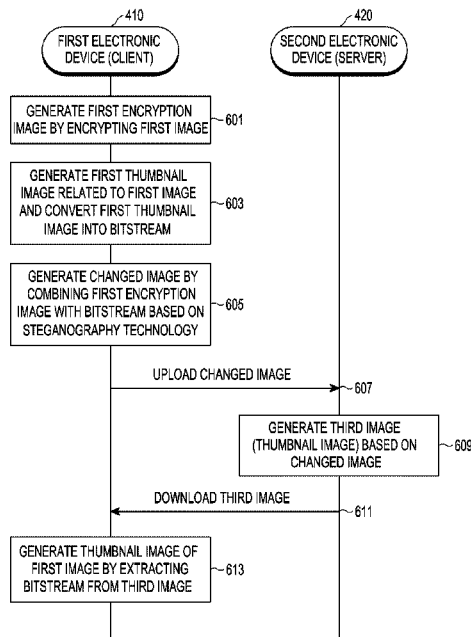 410
420
FIRST ELECTRONIC
DEVICE (CLIENT)
SECOND ELECTRONIC
DEVICE (SERVER)
GENERATE FIRST ENCRYPTION
IMAGE BY ENCRYPTING FIRST IMAGE
601
GENERATE FIRST THUMBNAIL
IMAGE RELATED TO FIRST IMAGE
AND CONVERT FIRST THUMBNAIL
IMAGE INTO BITSTREAM
603
GENERATE CHANGED IMAGE BY
COMBINING FIRST ENCRYPTION
IMAGE WITH BITSTREAM BASED ON
STEGANOGRAPHY TECHNOLOGY
605
UPLOAD CHANGED IMAGE
607
GENERATE THIRD IMAGE
(THUMBNAIL IMAGE) BASED ON
CHANGED IMAGE
609
DOWNLOAD THIRD IMAGE
611
GENERATE THUMBNAIL IMAGE OF
FIRST IMAGE BY EXTRACTING
BITSTREAM FROM THIRD IMAGE
613